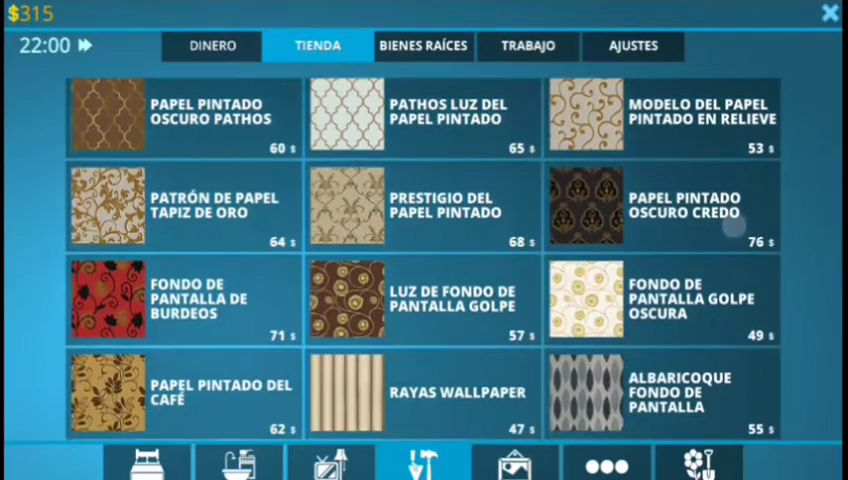 $315
22:00
DINERO
TIENDA
BIENES RAÍCES
TRABAJO
AJUSTES
PAPEL PINTADO
OSCURO PATHOS
60 $
PATHOS LUZ DEL
PAPEL PINTADO
65 $
MODELO DEL PAPEL
PINTADO EN RELIEVE
53 $
PATRÓN DE PAPEL
TAPIZ DE ORO
64 $
PRESTIGIO DEL
PAPEL PINTADO
68 $
PAPEL PINTADO
OSCURO CREDO
76 $
FONDO DE
PANTALLA DE
BURDEOS
71 $
LUZ DE FONDO DE
PANTALLA GOLPE
57 $
FONDO DE
PANTALLA GOLPE
OSCURA
49 $
PAPEL PINTADO DEL
CAFÉ
62 $
RAYAS WALLPAPER
47 $
ALBARICOQUE
FONDO DE
PANTALLA
55 $